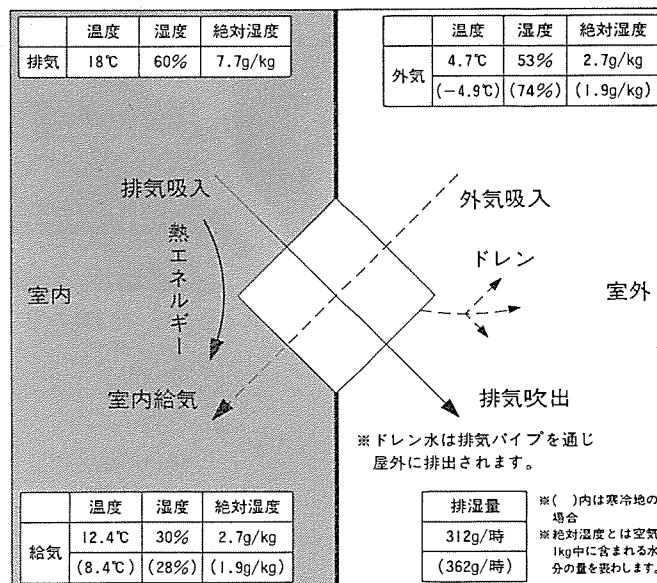 温度 湿度 絶対湿度
排気 18℃ 60% 7.7g/kg
温度 湿度 絶対湿度
外気 4.7℃ 53% 2.7g/kg
(−4.9℃) (74%) (1.9g/kg)
排気吸入
外気吸入
熱エネルギー
ドレン
室内
室外
室内給気
排気吹出
※ドレン水は排気パイプを通じ
屋外に排出されます。
温度 湿度 絶対湿度
給気 12.4℃ 30% 2.7g/kg
(8.4℃) (28%) (1.9g/kg)
排湿量
312g/時
(362g/時)
※( )内は寒冷地の
場合
※絶対湿度とは空気
1kg中に含まれる水
分の量を表わします。